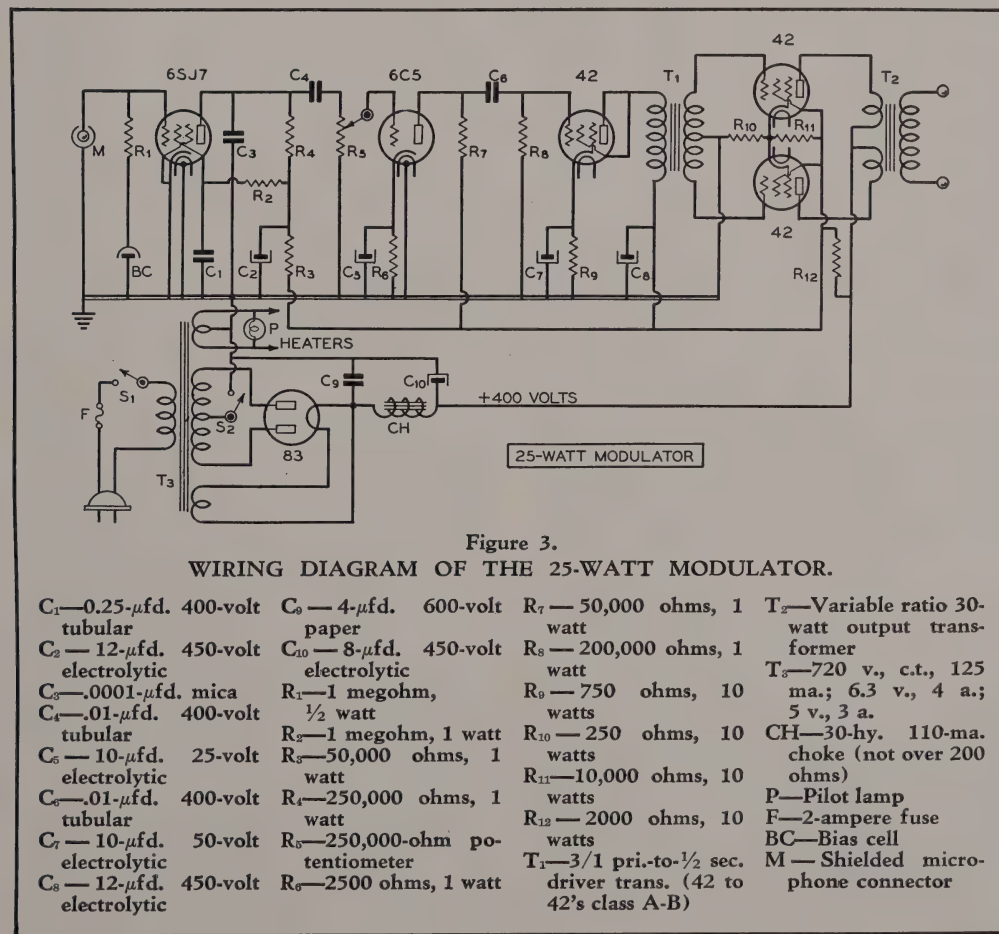 42
6SJ7 C₄ 6C5 C₆ 42 T₁ T₂
M R₁ C₃ R₄ R₅ R₇ R₈ R₁₀ R₁₁
R₂
42
BC C₁ C₂ R₃ C₅ R₆ C₇ R₉ C₈ R₁₂
P
HEATERS
S₁ C₉ C₁₀
F S₂ CH +400 VOLTS
T₃ 83 25-WATT MODULATOR
Figure 3.
WIRING DIAGRAM OF THE 25-WATT MODULATOR.
C₁—0.25-μfd. 400-volt
tubular
C₂ — 12-μfd. 450-volt
electrolytic
C₃—.0001-μfd. mica
C₄—.01-μfd. 400-volt
tubular
C₅ — 10-μfd. 25-volt
electrolytic
C₆—.01-μfd. 400-volt
tubular
C₇ — 10-μfd. 50-volt
electrolytic
C₈ — 12-μfd. 450-volt
electrolytic
C₉ — 4-μfd. 600-volt
paper
C₁₀ — 8-μfd. 450-volt
electrolytic
R₁—1 megohm,
½ watt
R₂—1 megohm, 1 watt
R₃—50,000 ohms, 1
watt
R₄—250,000 ohms, 1
watt
R₅—250,000-ohm po-
tentiometer
R₆—2500 ohms, 1 watt
R₇ — 50,000 ohms, 1
watt
R₈ — 200,000 ohms, 1
watt
R₉ — 750 ohms, 10
watts
R₁₀ — 250 ohms, 10
watts
R₁₁—10,000 ohms, 10
watts
R₁₂ — 2000 ohms, 10
watts
T₁—3/1 pri.-to-½ sec.
driver trans. (42 to
42's class A-B)
T₂—Variable ratio 30-
watt output trans-
former
T₃—720 v., c.t., 125
ma.; 6.3 v., 4 a.;
5 v., 3 a.
CH—30-hy. 110-ma.
choke (not over 200
ohms)
P—Pilot lamp
F—2-ampere fuse
BC—Bias cell
M — Shielded micro-
phone connector